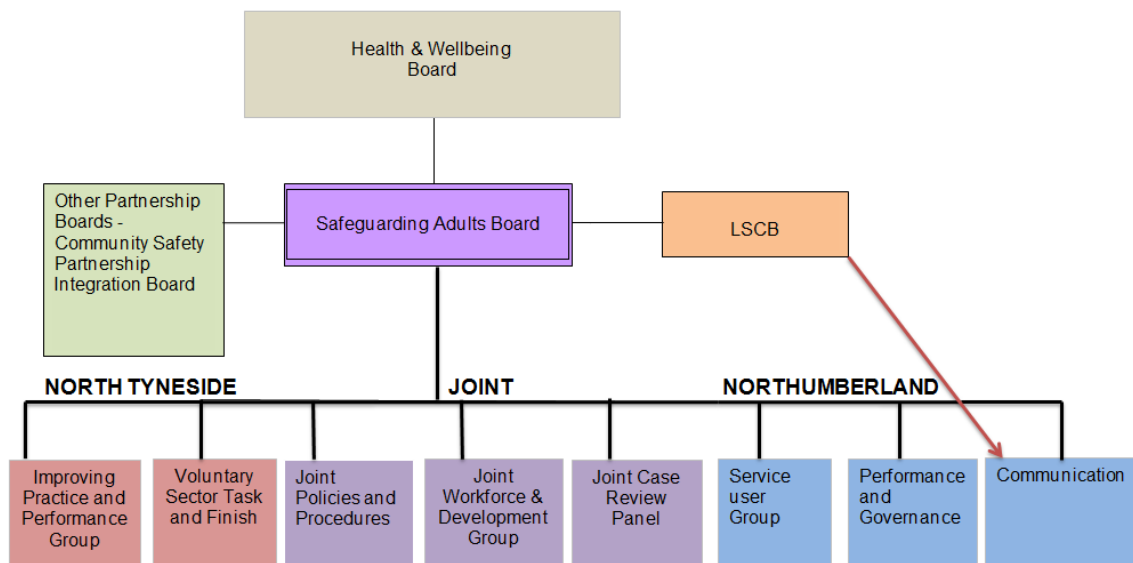 Health & Wellbeing
Board
Other Partnership
Boards -
Community Safety
Partnership
Integration Board
Safeguarding Adults Board
LSCB
NORTH TYNESIDE
JOINT
NORTHUMBERLAND
Improving
Practice and
Performance
Group
Voluntary
Sector Task
and Finish
Joint
Policies and
Procedures
Joint
Workforce &
Development
Group
Joint Case
Review
Panel
Service
user
Group
Performance
and
Governance
Communication